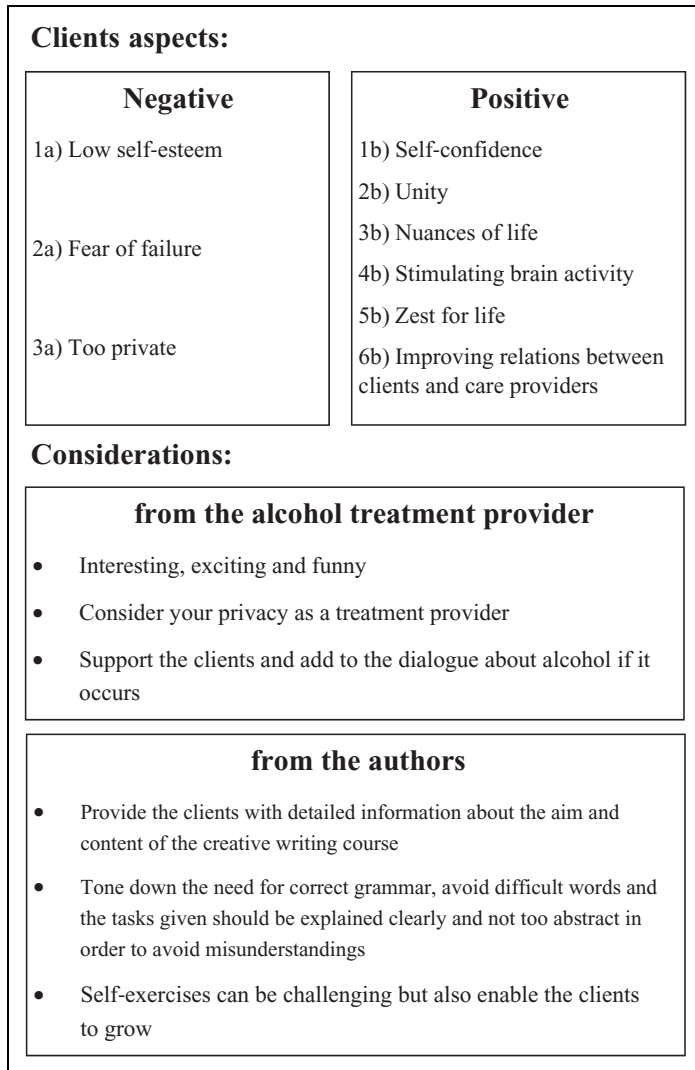 Clients aspects:
Negative
1a) Low self-esteem
2a) Fear of failure
3a) Too private
Positive
1b) Self-confidence
2b) Unity
3b) Nuances of life
4b) Stimulating brain activity
5b) Zest for life
6b) Improving relations between
clients and care providers
Considerations:
from the alcohol treatment provider
• Interesting, exciting and funny
• Consider your privacy as a treatment provider
• Support the clients and add to the dialogue about alcohol if it
occurs
from the authors
• Provide the clients with detailed information about the aim and
content of the creative writing course
• Tone down the need for correct grammar, avoid difficult words and
the tasks given should be explained clearly and not too abstract in
order to avoid misunderstandings
• Self-exercises can be challenging but also enable the clients
to grow